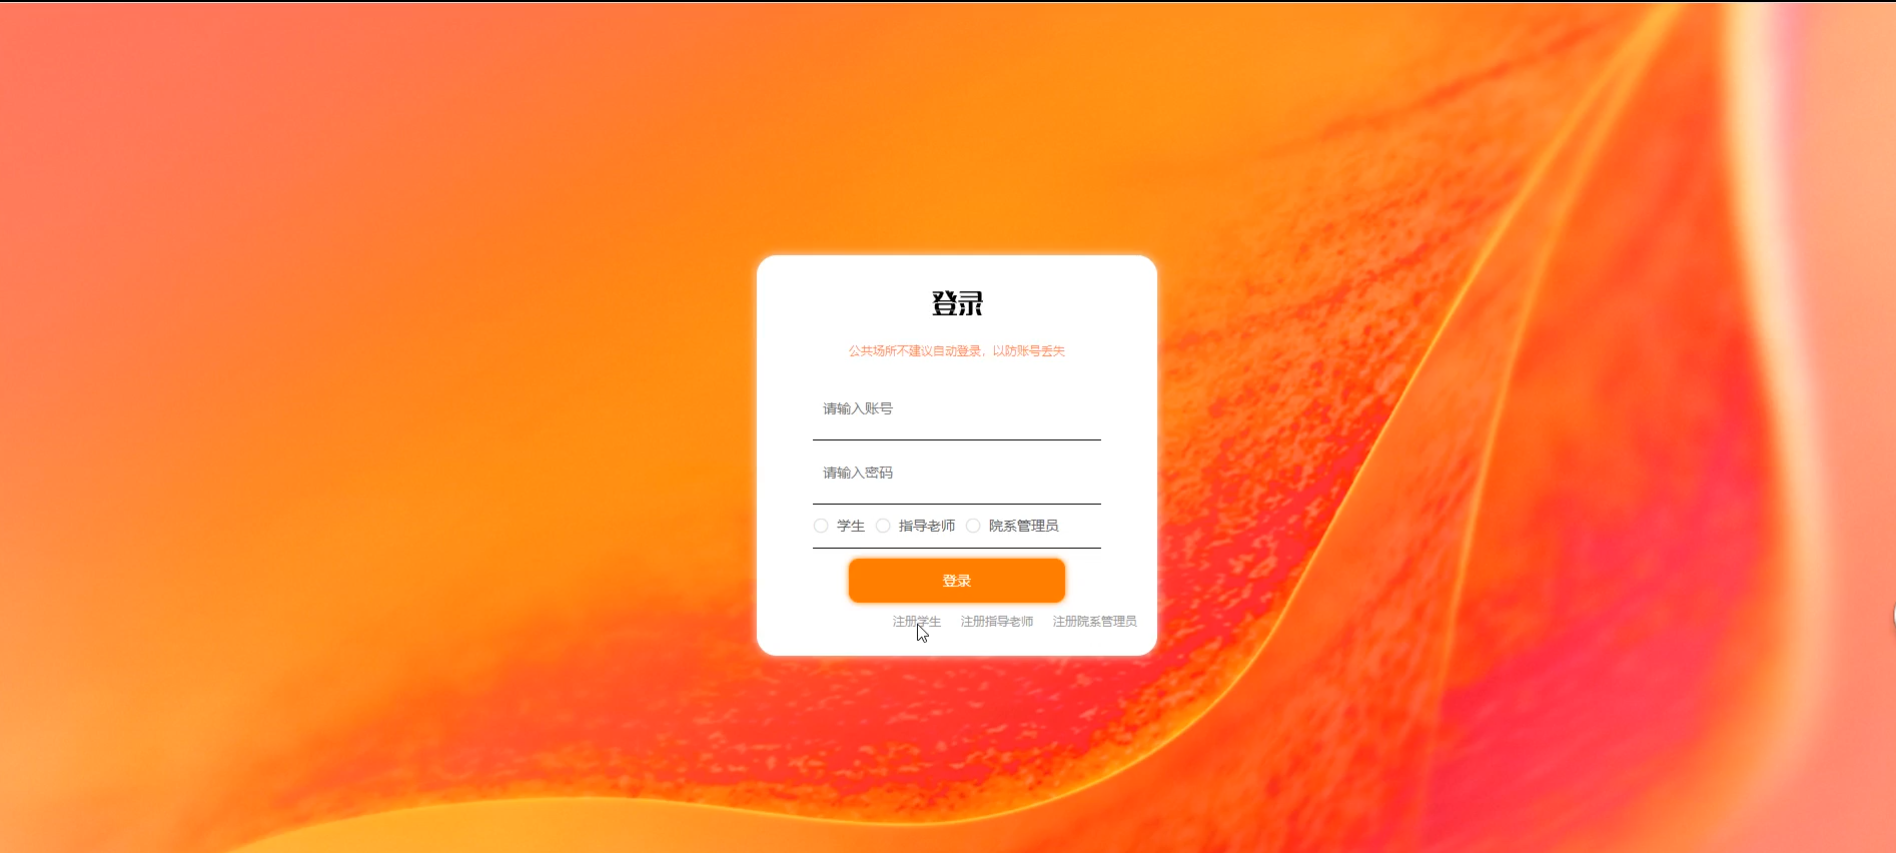 登录
公共场所不建议自动登录，以防账号丢失
请输入账号
请输入密码
学生 指导老师 院系管理员
登录
注册学生 注册指导老师 注册院系管理员